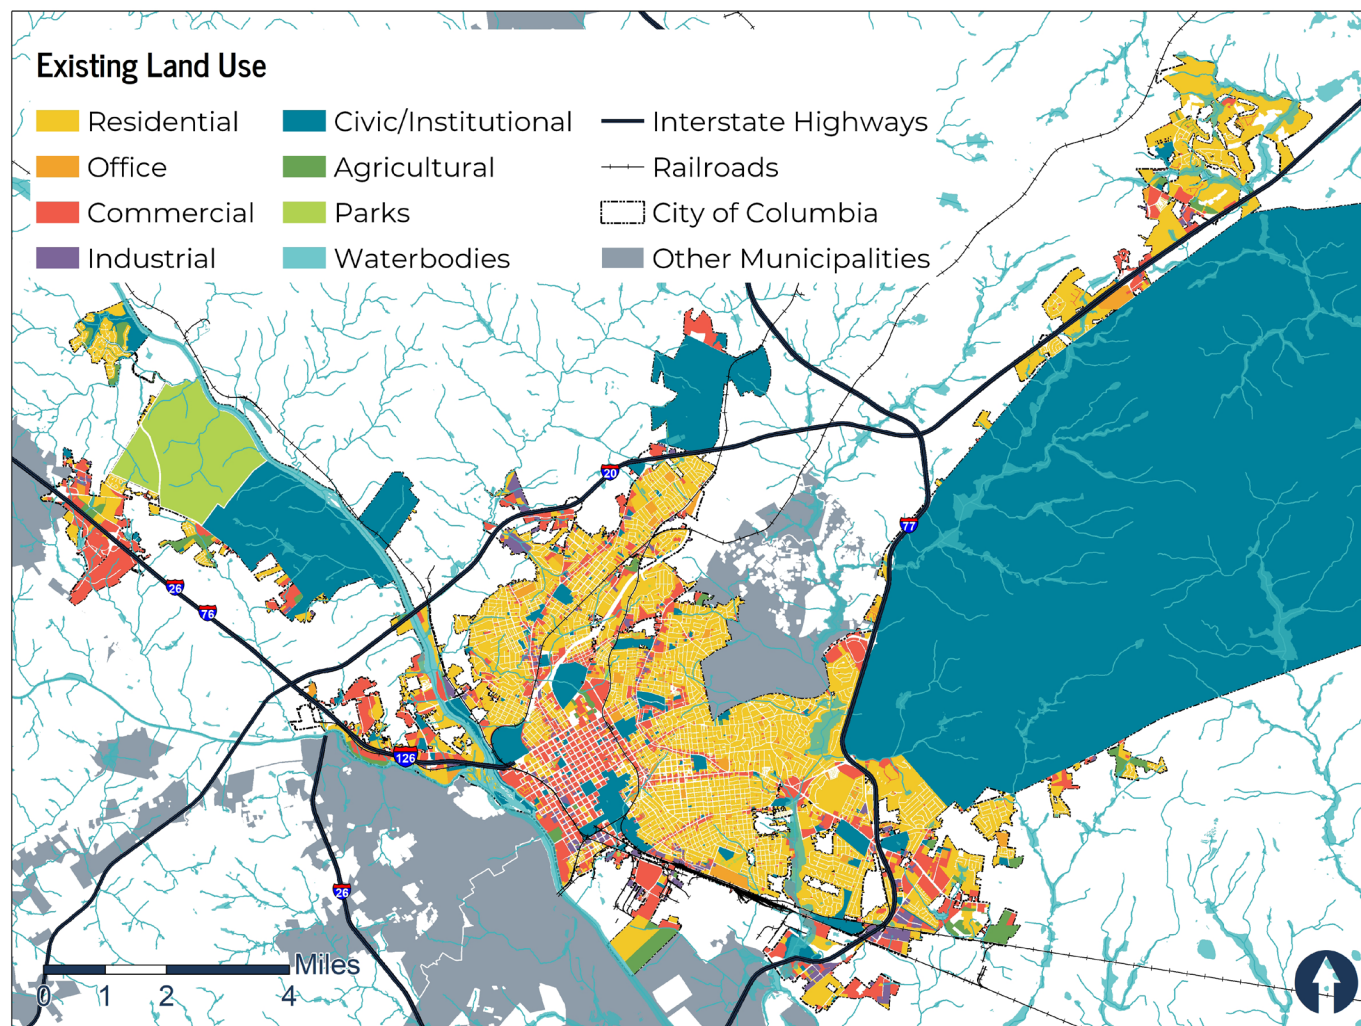 Existing Land Use
Residential
Office
Commercial
Industrial
Civic/Institutional
Agricultural
Parks
Waterbodies
Interstate Highways
Railroads
City of Columbia
Other Municipalities
20
77
26
76
126
26
Miles
0 1 2 4